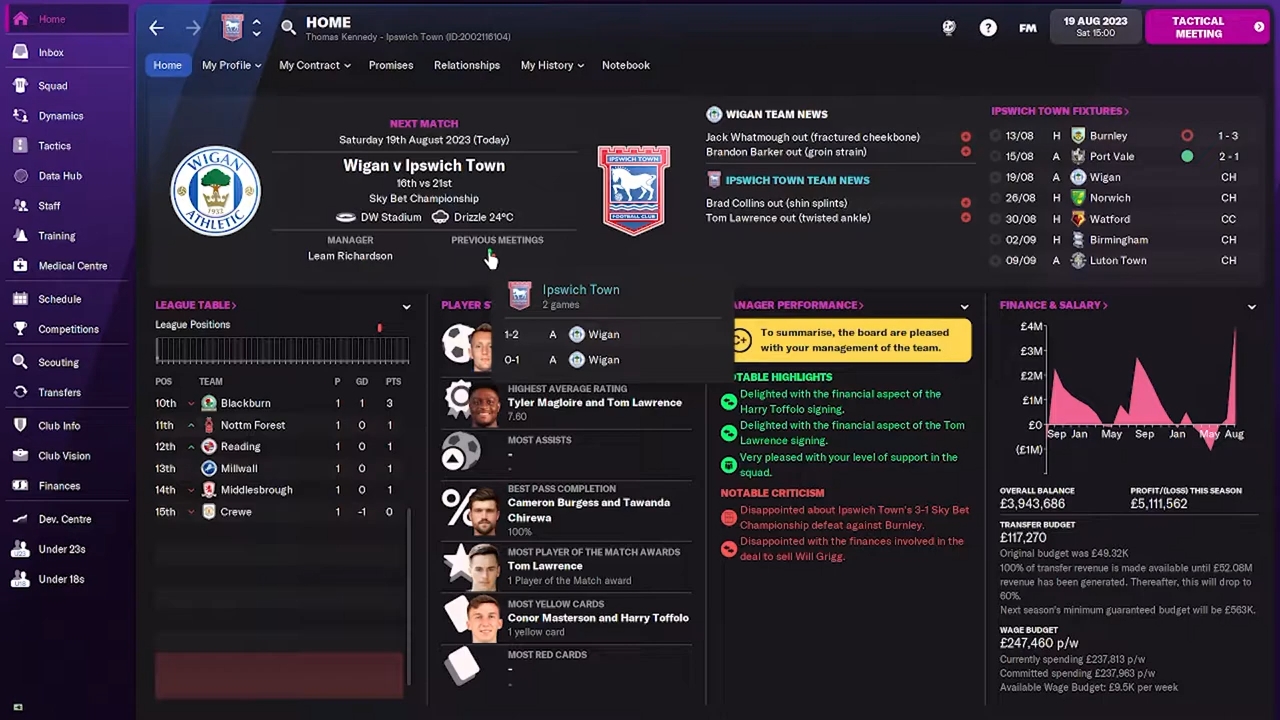 Home
Inbox
Squad
Dynamics
Tactics
Data Hub
Staff
Training
Medical Centre
Schedule
Competitions
Scouting
Transfers
Club Info
Club Vision
Finances
Dev. Centre
Under 23s
Under 18s
HOME
Thomas Kennedy - Ipswich Town (ID:2002116104)
FM
19 AUG 2023
Sat 15:00
TACTICAL
MEETING
Home My Profile My Contract Promises Relationships My History Notebook
NEXT MATCH
Saturday 19th August 2023 (Today)
Wigan v Ipswich Town
16th vs 21st
Sky Bet Championship
DW Stadium Drizzle 24°C
MANAGER
Leam Richardson
PREVIOUS MEETINGS
WIGAN
ATHLETIC
1932
IPSWICH TOWN
FOOTBALL CLUB
Ipswich Town
2 games
1-2 A Wigan
0-1 A Wigan
WIGAN TEAM NEWS
Jack Whatmough out (fractured cheekbone)
Brandon Barker out (groin strain)
IPSWICH TOWN TEAM NEWS
Brad Collins out (shin splints)
Tom Lawrence out (twisted ankle)
IPSWICH TOWN FIXTURES>
13/08 H Burnley 1 - 3
15/08 A Port Vale 2 - 1
19/08 A Wigan CH
26/08 H Norwich CH
30/08 H Watford CC
02/09 H Birmingham CH
09/09 A Luton Town CH
LEAGUE TABLE>
League Positions
POS TEAM P GD PTS
10th Blackburn 1 1 3
11th Nottm Forest 1 0 1
12th Reading 1 0 1
13th Millwall 1 0 1
14th Middlesbrough 1 0 1
15th Crewe 1 -1 0
PLAYER S
HIGHEST AVERAGE RATING
Tyler Magloire and Tom Lawrence
7.60
MOST ASSISTS
-
-
BEST PASS COMPLETION
Cameron Burgess and Tawanda
Chirewa
100%
MOST PLAYER OF THE MATCH AWARDS
Tom Lawrence
1 Player of the Match award
MOST YELLOW CARDS
Conor Masterson and Harry Toffolo
1 yellow card
MOST RED CARDS
-
-
ANAGER PERFORMANCE>
C+
To summarise, the board are pleased
with your management of the team.
OTABLE HIGHLIGHTS
Delighted with the financial aspect of the
Harry Toffolo signing.
Delighted with the financial aspect of the Tom
Lawrence signing.
Very pleased with your level of support in the
squad.
NOTABLE CRITICISM
Disappointed about Ipswich Town's 3-1 Sky Bet
Championship defeat against Burnley.
Disappointed with the finances involved in the
deal to sell Will Grigg.
FINANCE & SALARY>
£4M
£3M
£2M
£1M
£0
(£1M)
Sep Jan May Sep Jan May Aug
OVERALL BALANCE
£3,943,686
PROFIT/(LOSS) THIS SEASON
£5,111,562
TRANSFER BUDGET
£117,270
Original budget was £49.32K
100% of transfer revenue is made available until £52.08M
revenue has been generated. Thereafter, this will drop to
60%.
Next season's minimum guaranteed budget will be £563K.
WAGE BUDGET
£247,460 p/w
Currently spending £237,813 p/w
Committed spending £237,963 p/w
Available Wage Budget: £9.5K per week